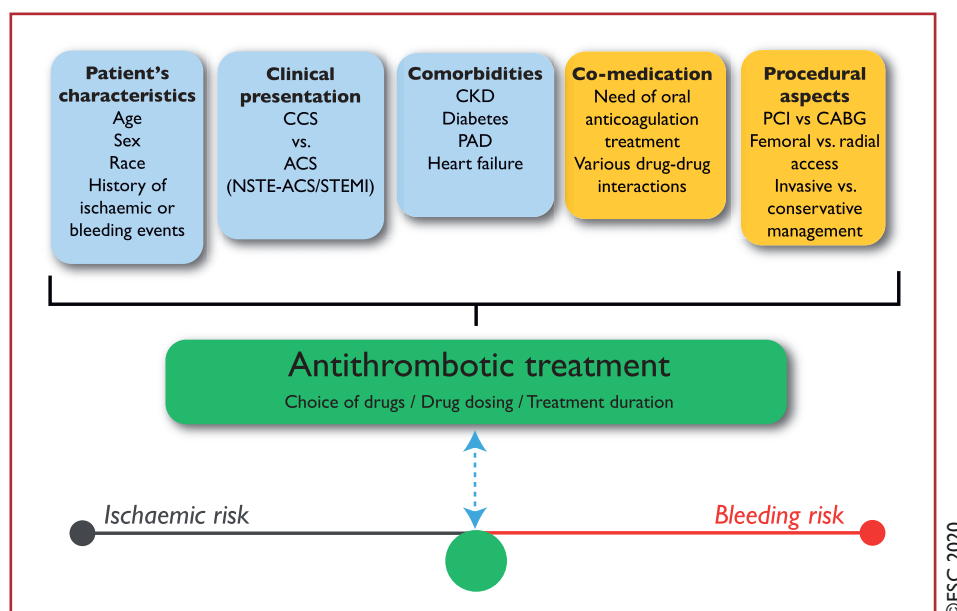 Patient's
characteristics
Age
Sex
Race
History of
ischaemic or
bleeding events
Clinical
presentation
CCS
vs.
ACS
(NSTE-ACS/STEMI)
Comorbidities
CKD
Diabetes
PAD
Heart failure
Co-medication
Need of oral
anticoagulation
treatment
Various drug-drug
interactions
Procedural
aspects
PCI vs CABG
Femoral vs. radial
access
Invasive vs.
conservative
management
Antithrombotic treatment
Choice of drugs / Drug dosing / Treatment duration
Ischaemic risk
Bleeding risk
©ESC 2020